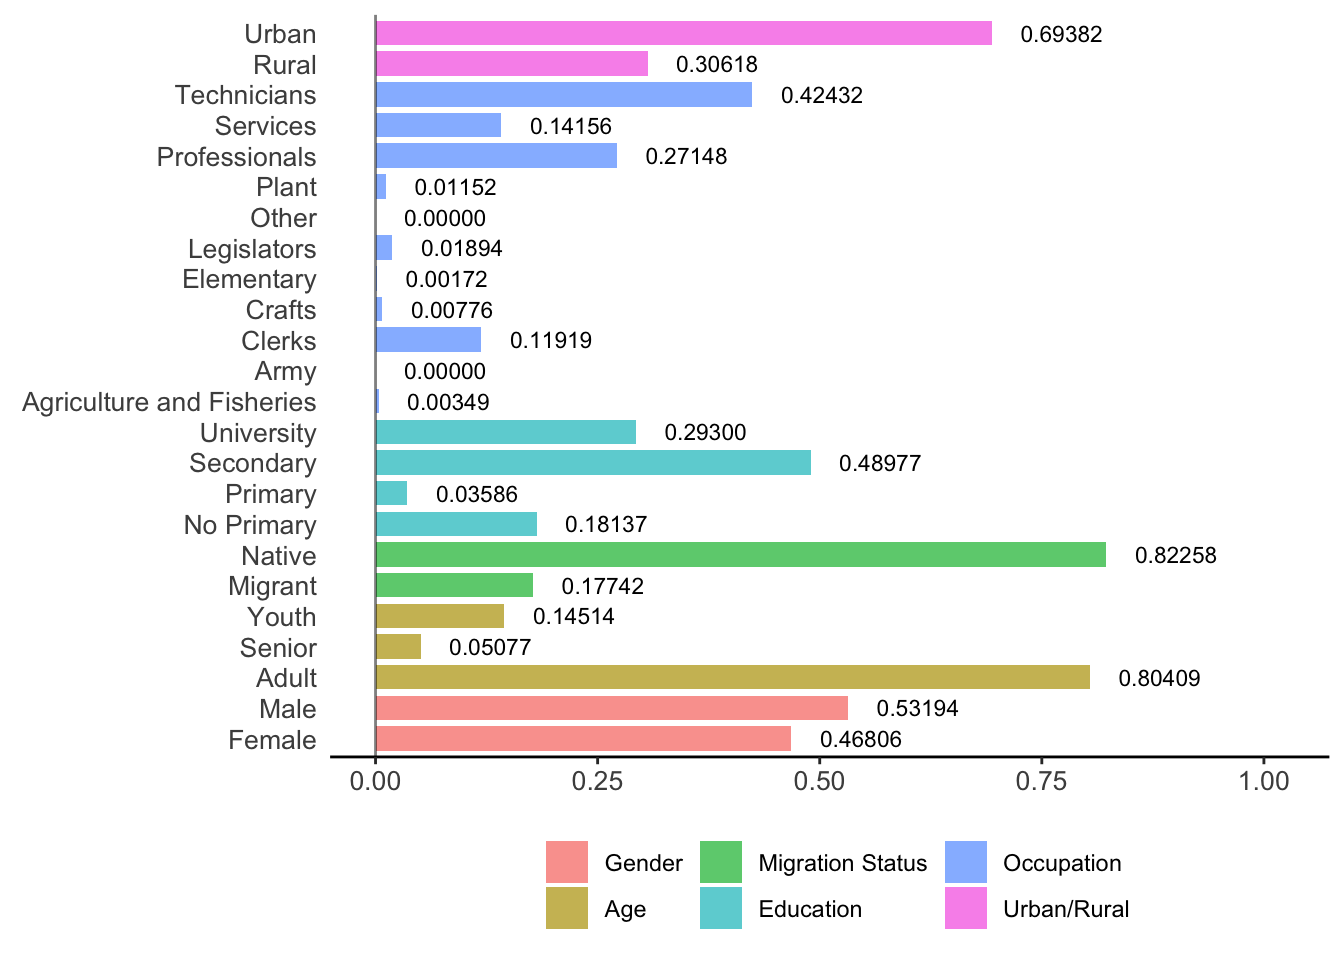 Urban 0.69382
Rural 0.30618
Technicians 0.42432
Services 0.14156
Professionals 0.27148
Plant 0.01152
Other 0.00000
Legislators 0.01894
Elementary 0.00172
Crafts 0.00776
Clerks 0.11919
Army 0.00000
Agriculture and Fisheries 0.00349
University 0.29300
Secondary 0.48977
Primary 0.03586
No Primary 0.18137
Native 0.82258
Migrant 0.17742
Youth 0.14514
Senior 0.05077
Adult 0.80409
Male 0.53194
Female 0.46806
0.00 0.25 0.50 0.75 1.00
Gender Migration Status Occupation
Age Education Urban/Rural